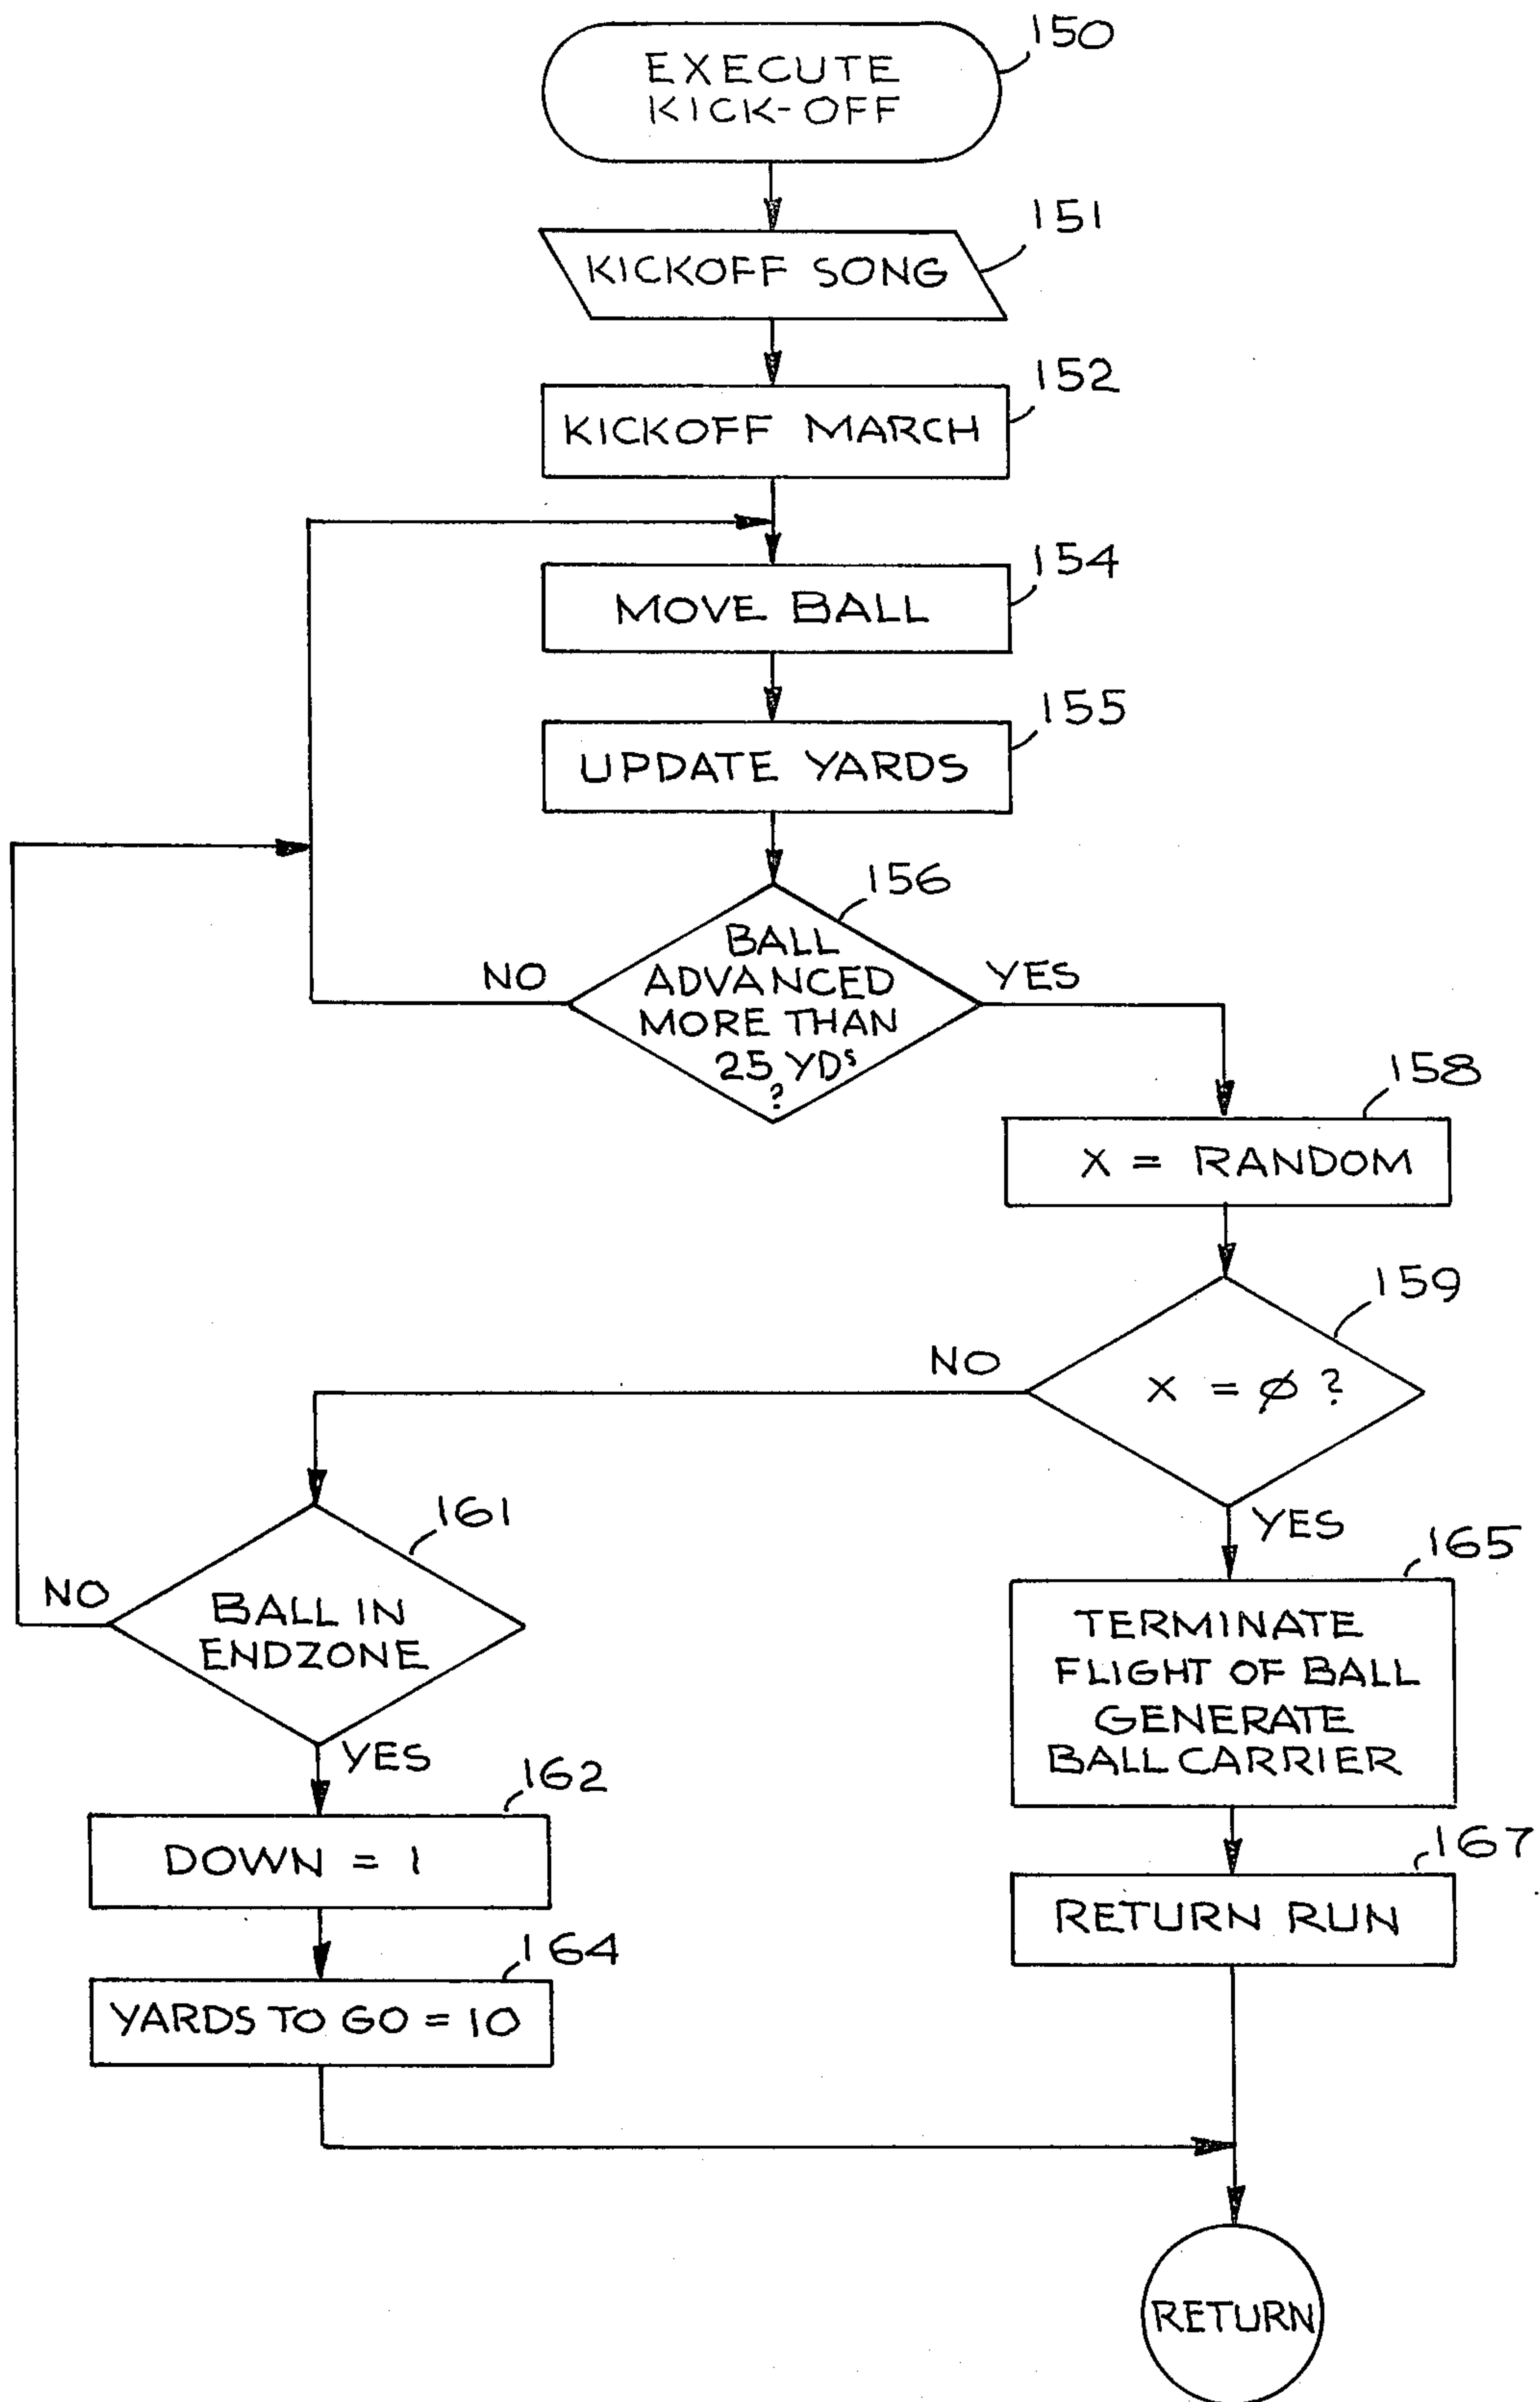 150
EXECUTE
KICK-OFF
151
KICKOFF SONG
152
KICKOFF MARCH
154
MOVE BALL
155
UPDATE YARDS
156
BALL
ADVANCED
MORE THAN
25 YDs
?
NO
YES
158
X = RANDOM
159
X = Ø ?
NO
YES
161
BALL IN
ENDZONE
NO
YES
165
TERMINATE
FLIGHT OF BALL
GENERATE
BALL CARRIER
162
DOWN = 1
167
RETURN RUN
164
YARDS TO GO = 10
RETURN